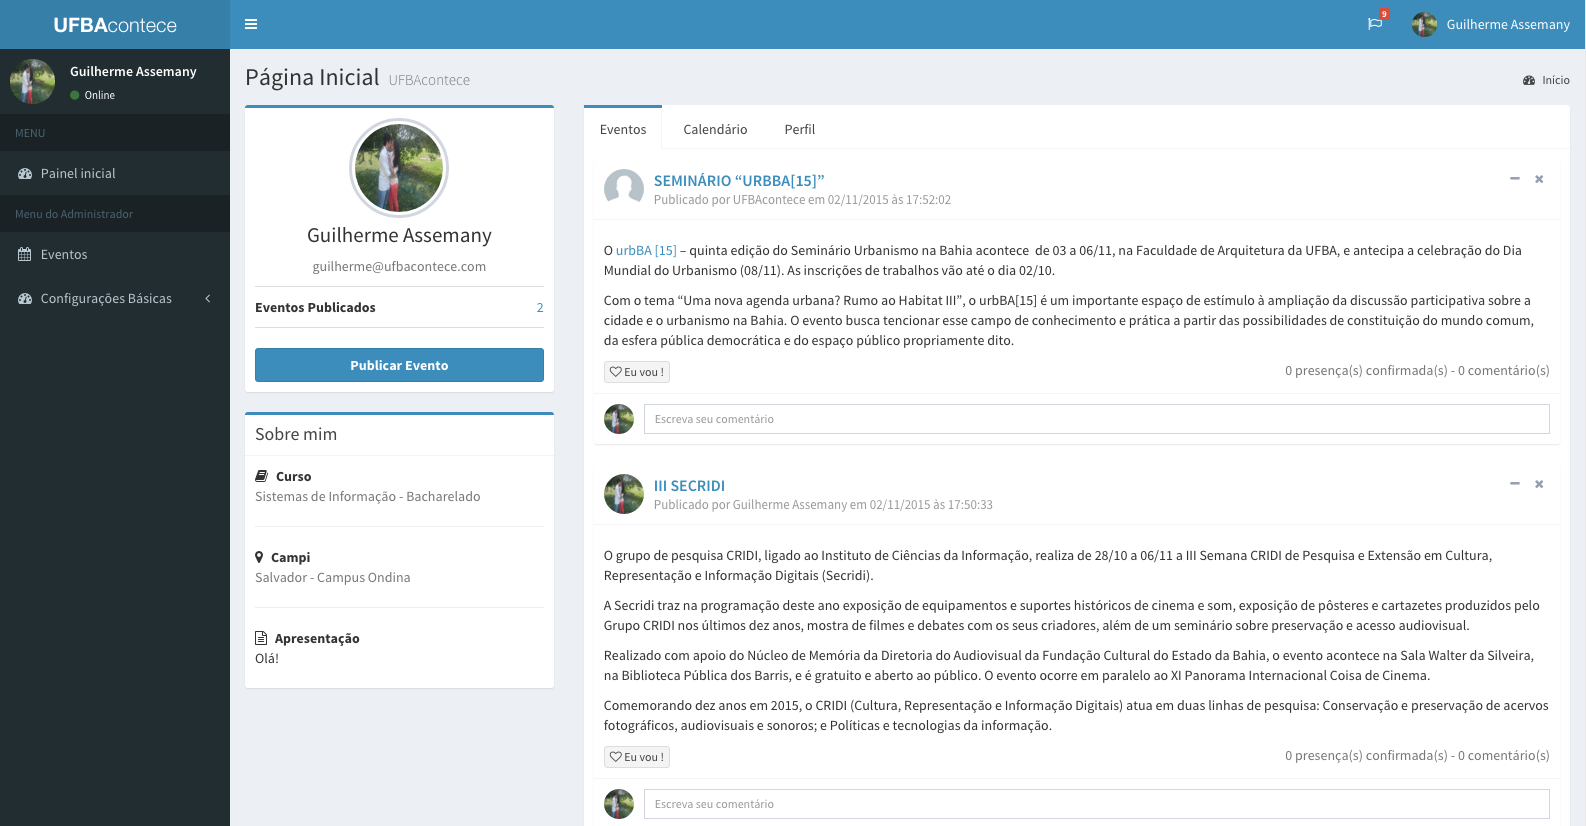 UFBAcontece
9
Guilherme Assemany
Guilherme Assemany
Online
MENU
Painel inicial
Menu do Administrador
Eventos
Configurações Básicas
Página Inicial UFBAcontece
Início
Guilherme Assemany
guilherme@ufbacontece.com
Eventos Publicados 2
Publicar Evento
Sobre mim
Curso
Sistemas de Informação - Bacharelado
Campi
Salvador - Campus Ondina
Apresentação
Olá!
Eventos Calendário Perfil
SEMINÁRIO “URBBA[15]”
Publicado por UFBAcontece em 02/11/2015 às 17:52:02
O urbBA [15] – quinta edição do Seminário Urbanismo na Bahia acontece  de 03 a 06/11, na Faculdade de Arquitetura da UFBA, e antecipa a celebração do Dia
Mundial do Urbanismo (08/11). As inscrições de trabalhos vão até o dia 02/10.
Com o tema “Uma nova agenda urbana? Rumo ao Habitat III”, o urbBA[15] é um importante espaço de estímulo à ampliação da discussão participativa sobre a
cidade e o urbanismo na Bahia. O evento busca tencionar esse campo de conhecimento e prática a partir das possibilidades de constituição do mundo comum,
da esfera pública democrática e do espaço público propriamente dito.
Eu vou !
0 presença(s) confirmada(s) - 0 comentário(s)
Escreva seu comentário
III SECRIDI
Publicado por Guilherme Assemany em 02/11/2015 às 17:50:33
O grupo de pesquisa CRIDI, ligado ao Instituto de Ciências da Informação, realiza de 28/10 a 06/11 a III Semana CRIDI de Pesquisa e Extensão em Cultura,
Representação e Informação Digitais (Secridi).
A Secridi traz na programação deste ano exposição de equipamentos e suportes históricos de cinema e som, exposição de pôsteres e cartazetes produzidos pelo
Grupo CRIDI nos últimos dez anos, mostra de filmes e debates com os seus criadores, além de um seminário sobre preservação e acesso audiovisual.
Realizado com apoio do Núcleo de Memória da Diretoria do Audiovisual da Fundação Cultural do Estado da Bahia, o evento acontece na Sala Walter da Silveira,
na Biblioteca Pública dos Barris, e é gratuito e aberto ao público. O evento ocorre em paralelo ao XI Panorama Internacional Coisa de Cinema.
Comemorando dez anos em 2015, o CRIDI (Cultura, Representação e Informação Digitais) atua em duas linhas de pesquisa: Conservação e preservação de acervos
fotográficos, audiovisuais e sonoros; e Políticas e tecnologias da informação.
Eu vou !
0 presença(s) confirmada(s) - 0 comentário(s)
Escreva seu comentário